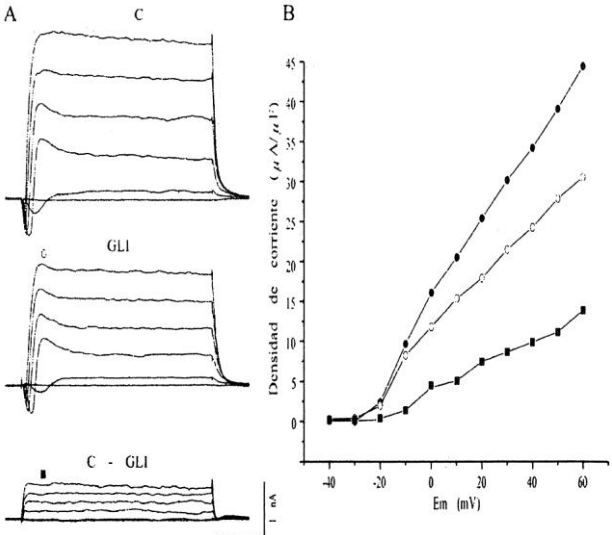 A
C
GLI
C - GLI
1 nA
B
Densidad de corriente (μA/μF)
45
40
35
30
25
20
15
10
5
0
-40 -20 0 20 40 60
Em (mV)